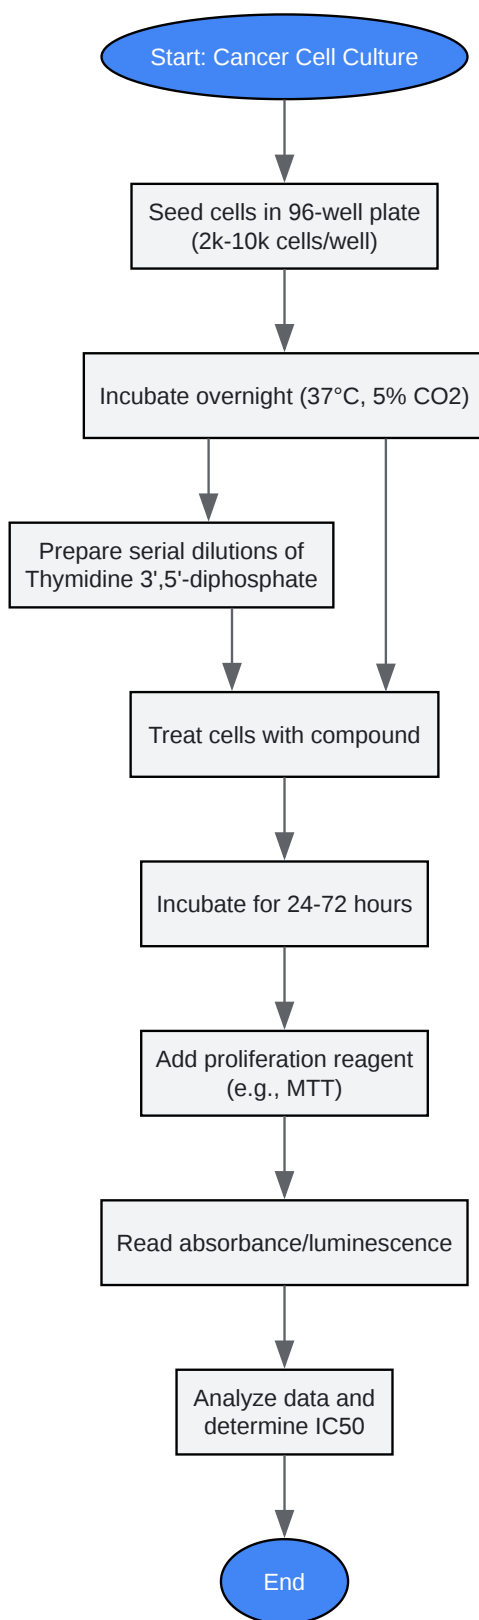 Start: Cancer Cell Culture
Seed cells in 96-well plate
(2k-10k cells/well)
Incubate overnight (37°C, 5% CO2)
Prepare serial dilutions of
Thymidine 3',5'-diphosphate
Treat cells with compound
Incubate for 24-72 hours
Add proliferation reagent
(e.g., MTT)
Read absorbance/luminescence
Analyze data and
determine IC50
End